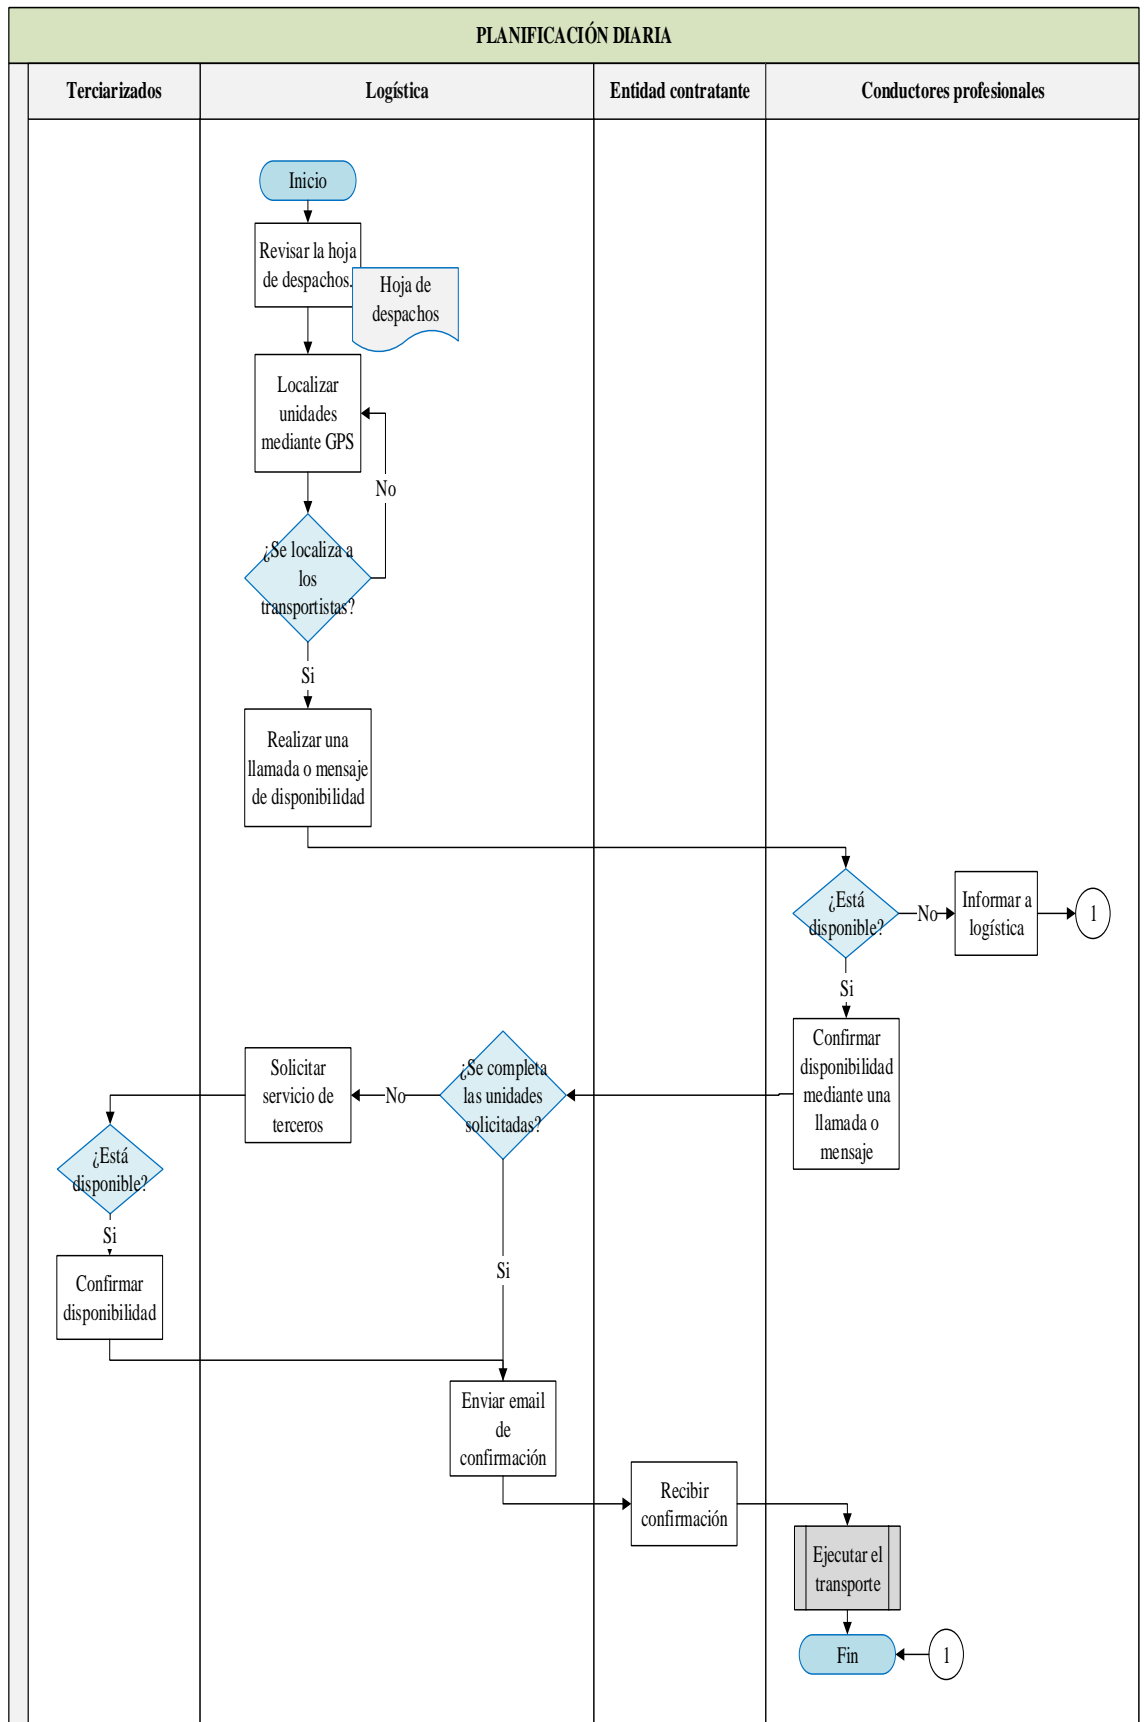 PLANIFICACIÓN DIARIA
Terciarizados
Logística
Entidad contratante
Conductores profesionales
Inicio
Revisar la hoja
de despachos.
Hoja de
despachos
Localizar
unidades
mediante GPS
No
¿Se localiza a
los
transportistas?
Si
Realizar una
llamada o mensaje
de disponibilidad
¿Está
disponible?
No
Informar a
logística
1
Si
Confirmar
disponibilidad
mediante una
llamada o
mensaje
¿Se completa
las unidades
solicitadas?
No
Solicitar
servicio de
terceros
¿Está
disponible?
Si
Confirmar
disponibilidad
Si
Enviar email
de
confirmación
Recibir
confirmación
Ejecutar el
transporte
Fin
1